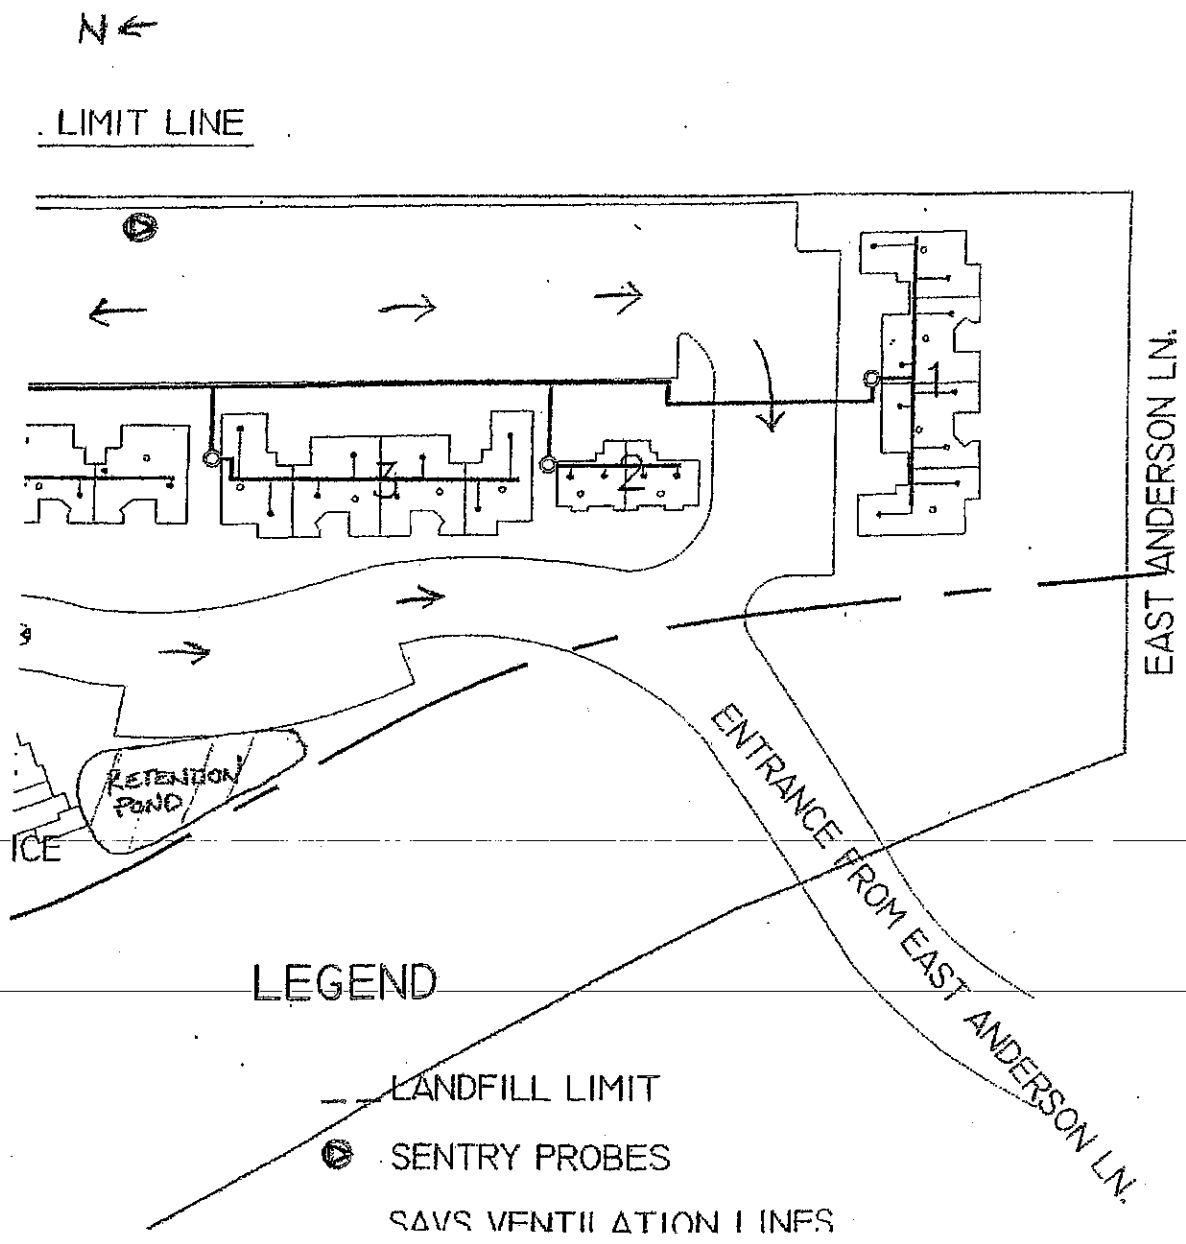 N
. LIMIT LINE
1
EAST ANDERSON LN.
3
2
RETENTION
POND
ICE
ENTRANCE FROM EAST ANDERSON LN.
LEGEND
LANDFILL LIMIT
SENTRY PROBES
SAVS VENTILATION LINES